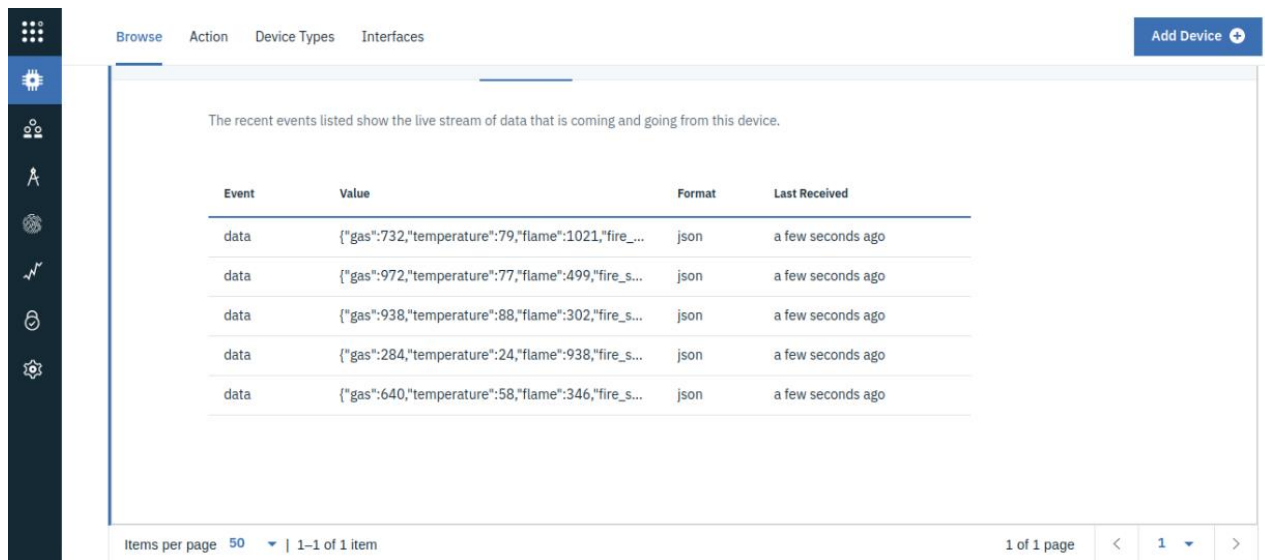 Browse Action Device Types Interfaces Add Device
The recent events listed show the live stream of data that is coming and going from this device.
Event Value Format Last Received
data {"gas":732,"temperature":79,"flame":1021,"fire_... json a few seconds ago
data {"gas":972,"temperature":77,"flame":499,"fire_s... json a few seconds ago
data {"gas":938,"temperature":88,"flame":302,"fire_s... json a few seconds ago
data {"gas":284,"temperature":24,"flame":938,"fire_s... json a few seconds ago
data {"gas":640,"temperature":58,"flame":346,"fire_s... json a few seconds ago
Items per page 50 | 1–1 of 1 item 1 of 1 page < 1 >